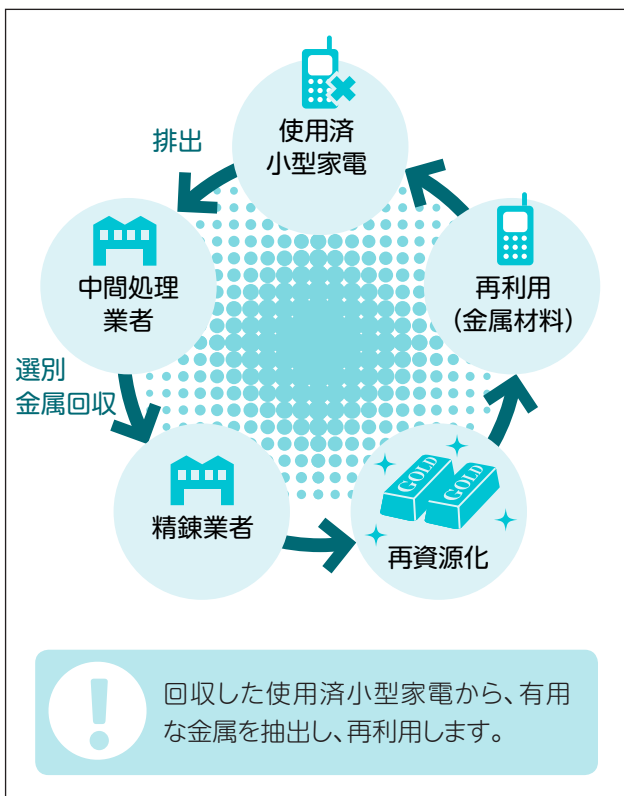 使用済
小型家電
排出
中間処理
業者
選別
金属回収
精錬業者
GOLD
GOLD
再資源化
再利用
（金属材料）
回収した使用済小型家電から、有用
な金属を抽出し、再利用します。